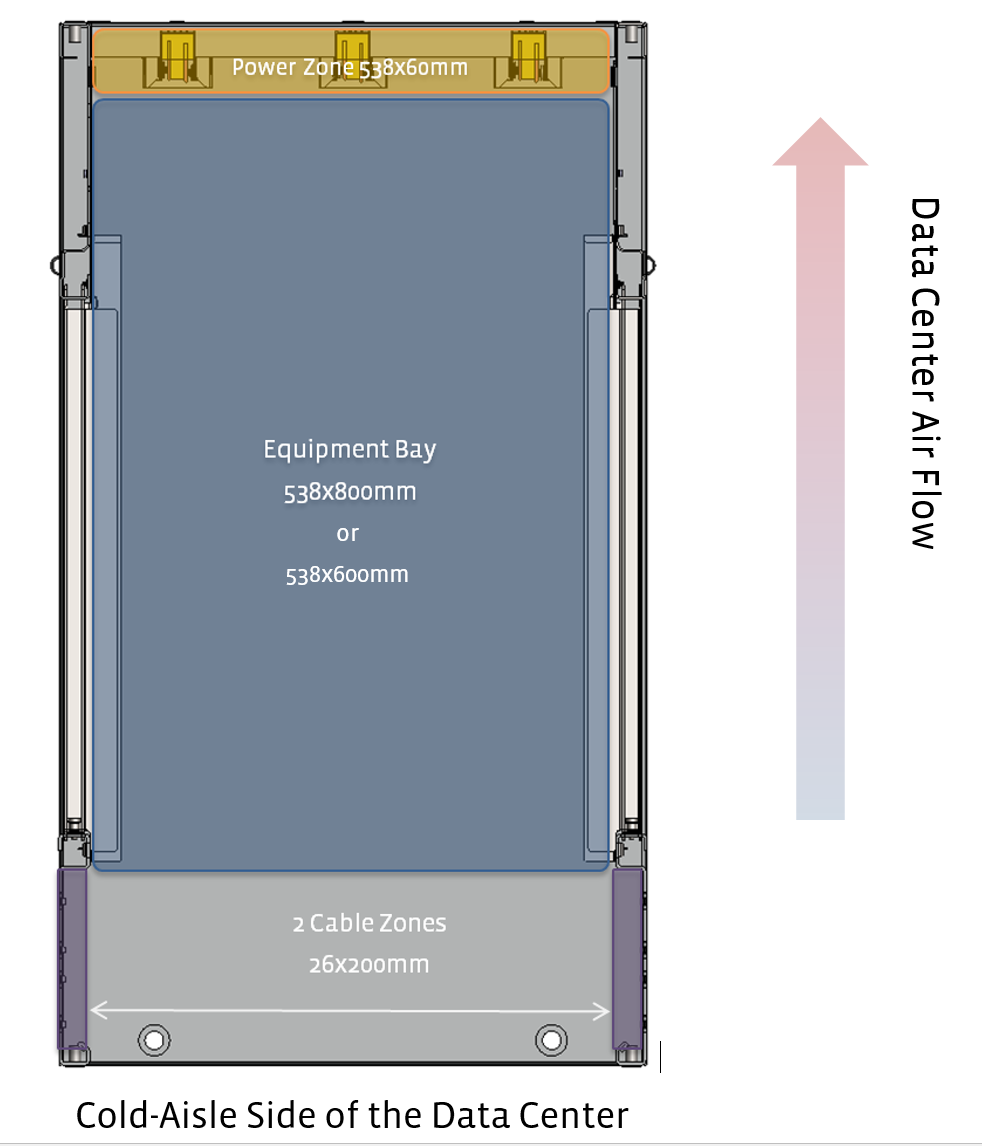 Power Zone 538x60mm
Equipment Bay
538x800mm
or
538x600mm
2 Cable Zones
26x200mm
Data Center Air Flow
Cold-Aisle Side of the Data Center